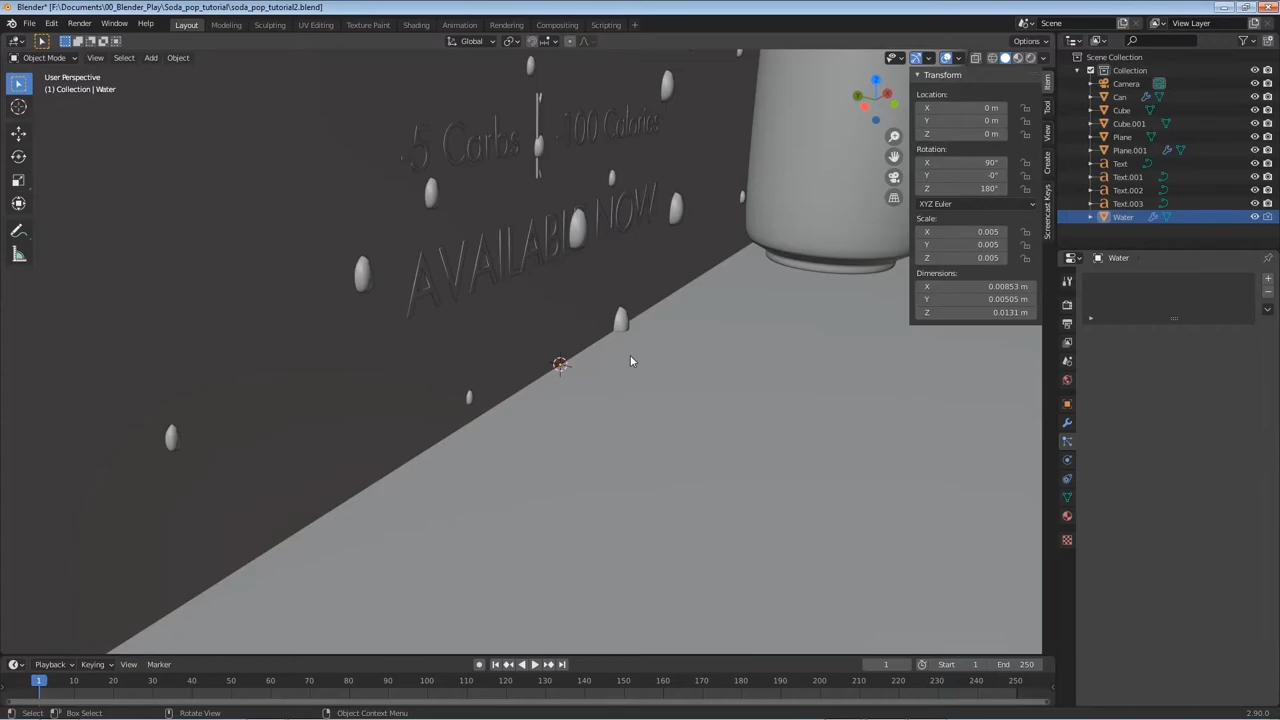 Blender* [F:\Documents\00_Blender_Play\Soda_pop_tutorial\soda_pop_tutorial2.blend]
File Edit Render Window Help Layout Modeling Sculpting UV Editing Texture Paint Shading Animation Rendering Compositing Scripting Scene View Layer
Global Options
Object Mode View Select Add Object
User Perspective
(1) Collection | Water
.5 Carbs
100 Calories
AVAILABLE NOW
Transform
Location:
X 0 m
Y 0 m
Z 0 m
Rotation:
X 90°
Y -0°
Z 180°
XYZ Euler
Scale:
X 0.005
Y 0.005
Z 0.005
Dimensions:
X 0.00853 m
Y 0.00505 m
Z 0.0131 m
Item
Tool
View
Create
Screencast Keys
Scene Collection
Collection
Camera
Can
Cube
Cube.001
Plane
Plane.001
Text
Text.001
Text.002
Text.003
Water
Water
Playback Keying View Marker 1 Start 1 End 250
1 10 20 30 40 50 60 70 80 90 100 110 120 130 140 150 160 170 180 190 200 210 220 230 240 250
Select Box Select Rotate View Object Context Menu 2.90.0